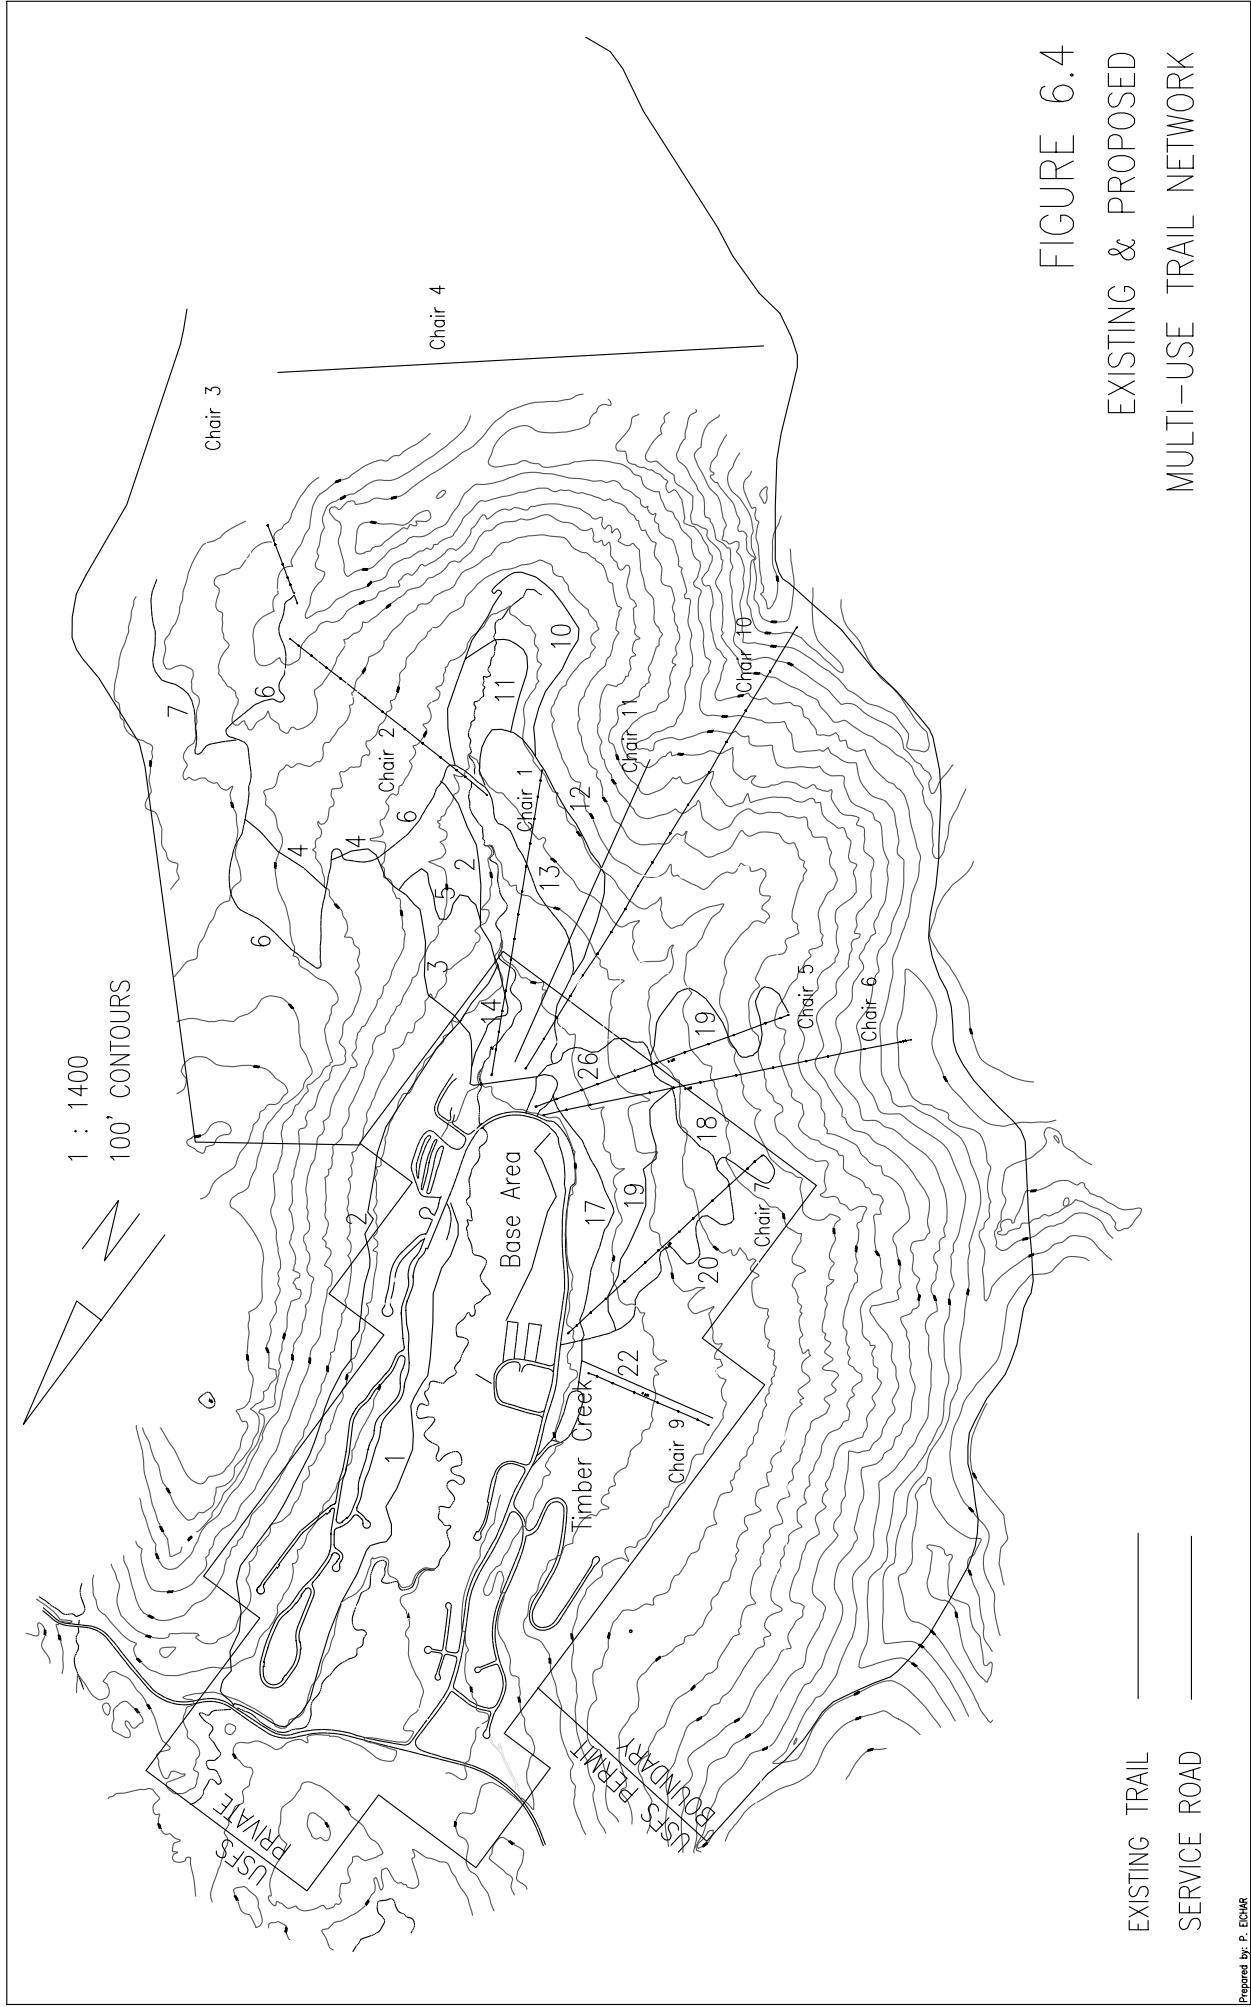 FIGURE 6.4
EXISTING & PROPOSED
MULTI-USE TRAIL NETWORK
1 : 1400
100' CONTOURS
N
Chair 3
Chair 4
7
6
Chair 2
10
11
Chair 10
Chair 11
4
4
6
Chair 1
12
6
5
2
13
3
14
19
Chair 5
Chair 6
26
18
2
Base Area
17
19
Chair 7
20
1
22
Timber Creek
Chair 9
USFS
PRIVATE
USFS PERMIT
BOUNDARY
EXISTING TRAIL
SERVICE ROAD
Prepared by: P. EICHAR